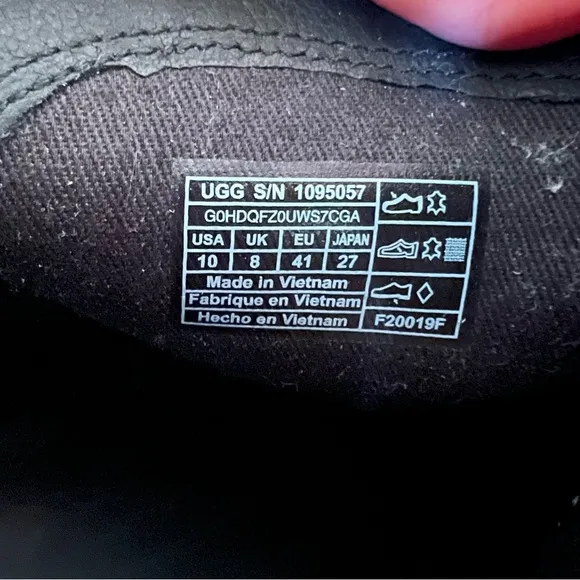 UGG S/N 1095057
G0HDQFZ0UWS7CGA
USA UK EU JAPAN
10 8 41 27
Made in Vietnam
Fabrique en Vietnam
Hecho en Vietnam
F20019F